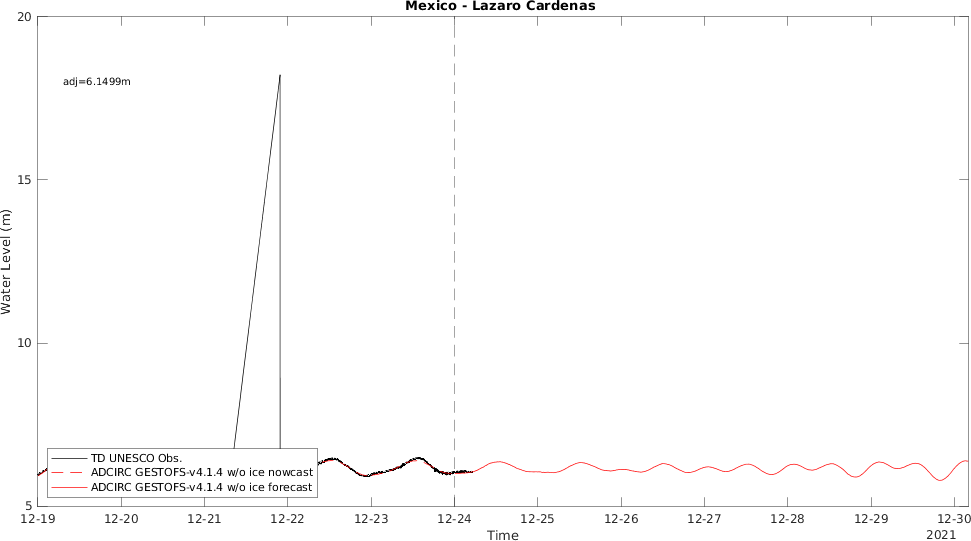 Mexico - Lazaro Cardenas
20
adj=6.1499m
15
Water Level (m)
10
TD UNESCO Obs.
ADCIRC GESTOFS-v4.1.4 w/o ice nowcast
ADCIRC GESTOFS-v4.1.4 w/o ice forecast
5
12-19 12-20 12-21 12-22 12-23 12-24 12-25 12-26 12-27 12-28 12-29 12-30
Time
2021